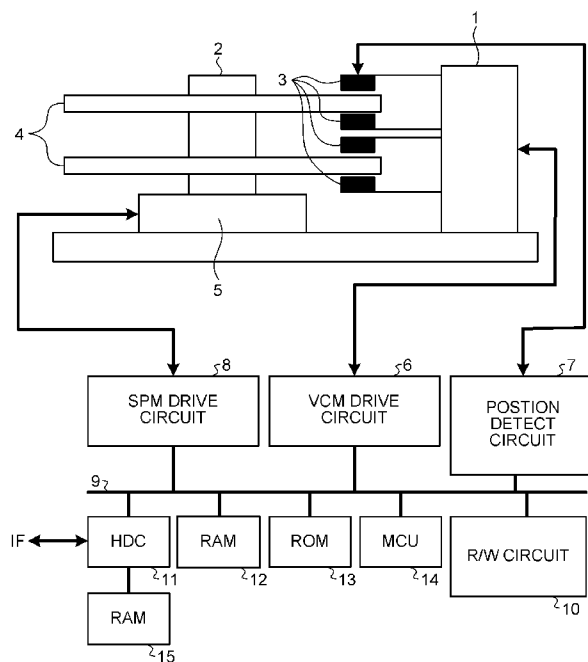 1
2
3
4
5
8
6
7
SPM DRIVE
CIRCUIT
VCM DRIVE
CIRCUIT
POSTION
DETECT
CIRCUIT
9
IF
HDC
RAM
ROM
MCU
R/W CIRCUIT
11
12
13
14
10
RAM
15